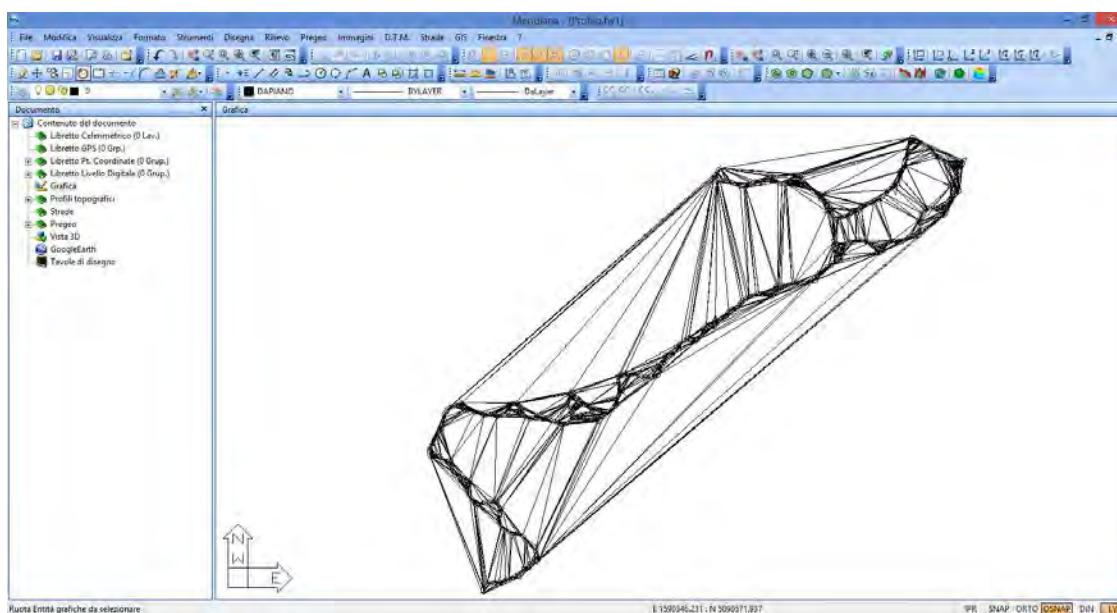 Meridiana - [Profilo.hr1]
File Modifica Visualizza Formato Strumenti Disegna Rilievo Pregeo Immagini D.T.M. Strade GIS Finestra ?
DAPIANO BYLAYER ByLayer
Documento
Grafica
Contenuto del documento
Libretto Celerimetrico (0 Lav.)
Libretto GPS (0 Grp.)
Libretto Pt. Coordinate (0 Grup.)
Libretto Livello Digitale (0 Grup.)
Grafica
Profili topografici
Strade
Pregeo
Vista 3D
GoogleEarth
Tavole di disegno
N
W
E
Ruota Entità grafiche da selezionare
SNAP ORTO OSNAP DIN